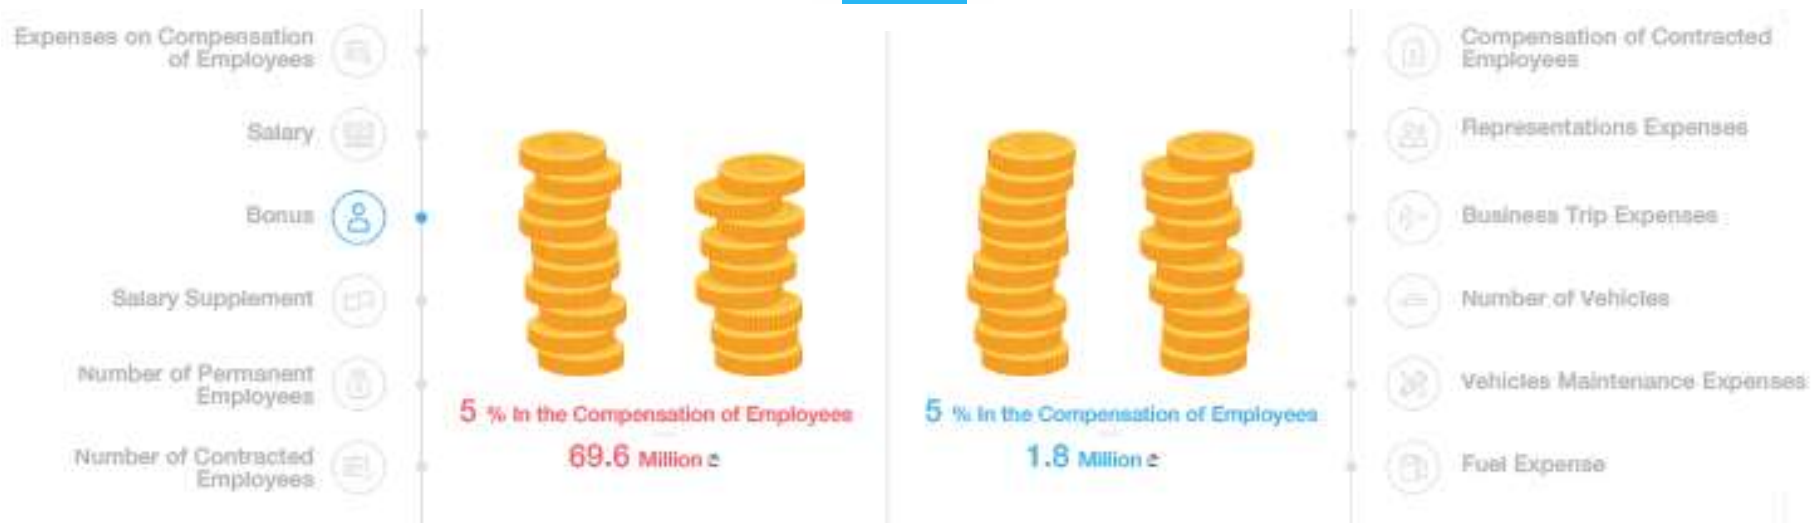 Expenses on Compensation
of Employees
Salary
Bonus
Salary Supplement
Number of Permanent
Employees
Number of Contracted
Employees
5 % In the Compensation of Employees
69.6 Million ₾
5 % In the Compensation of Employees
1.8 Million ₾
Compensation of Contracted
Employees
Representations Expenses
Business Trip Expenses
Number of Vehicles
Vehicles Maintenance Expenses
Fuel Expense